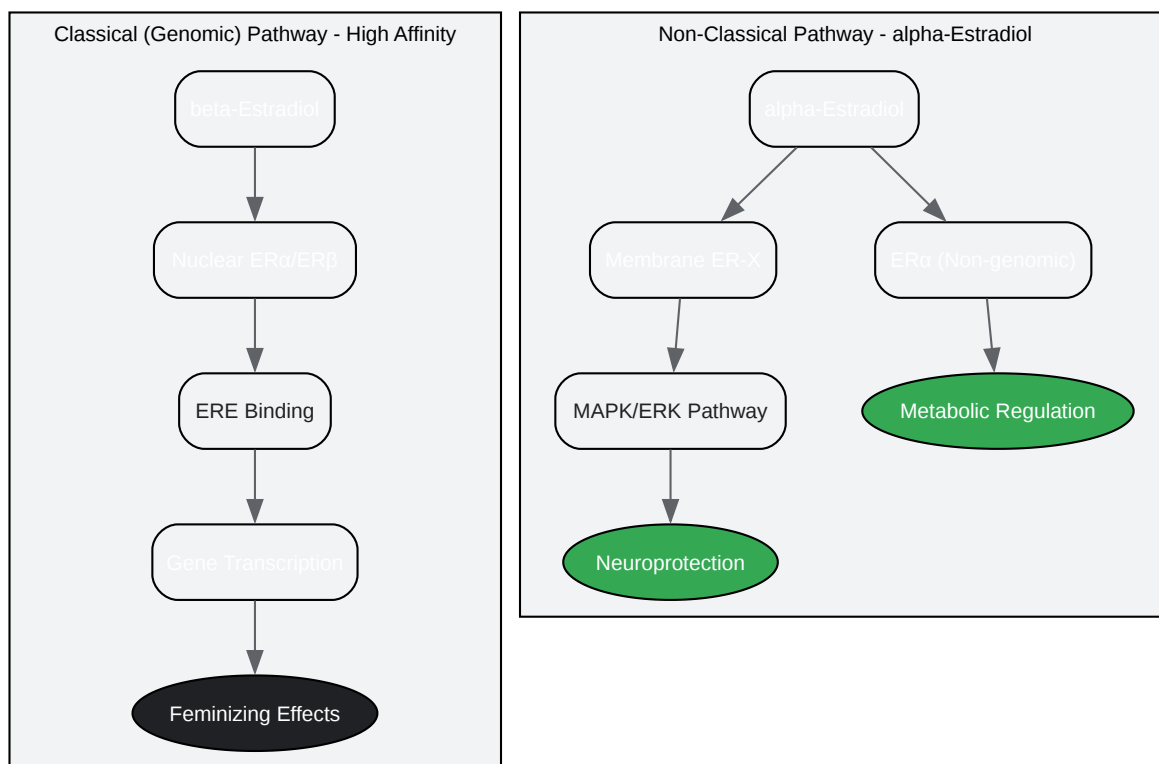 Classical (Genomic) Pathway - High Affinity
beta-Estradiol
Nuclear ERα/ERβ
ERE Binding
Gene Transcription
Feminizing Effects
Non-Classical Pathway - alpha-Estradiol
alpha-Estradiol
Membrane ER-X
ERα (Non-genomic)
MAPK/ERK Pathway
Metabolic Regulation
Neuroprotection